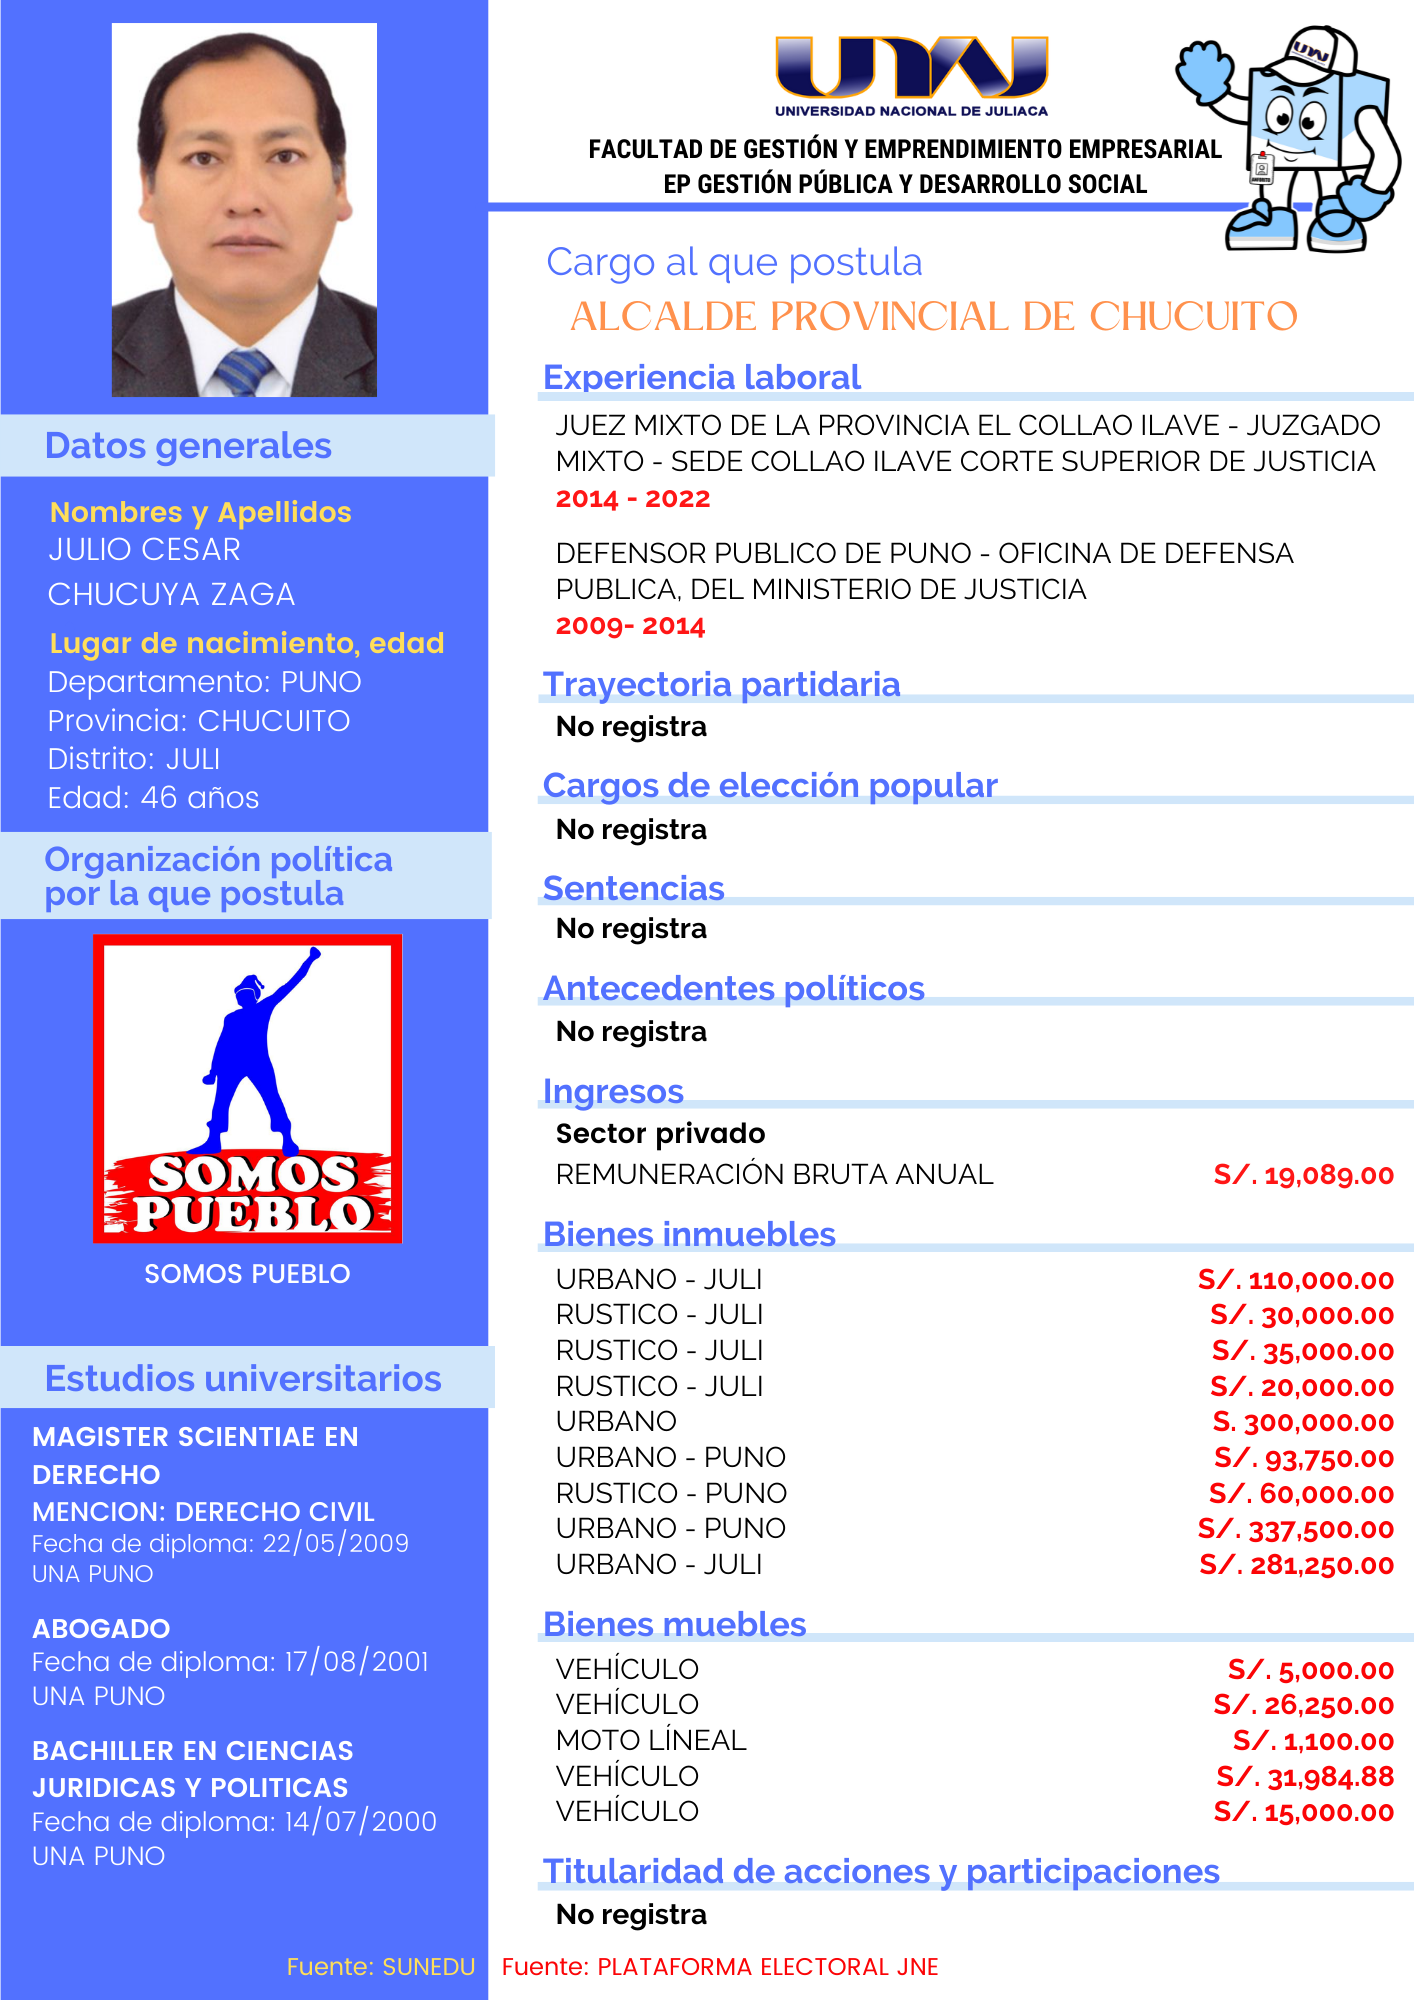 UNAJ
UNIVERSIDAD NACIONAL DE JULIACA
FACULTAD DE GESTIÓN Y EMPRENDIMIENTO EMPRESARIAL
EP GESTIÓN PÚBLICA Y DESARROLLO SOCIAL
UNAJ
ANFORITO
Datos generales
Nombres y Apellidos
JULIO CESAR
CHUCUYA ZAGA
Lugar de nacimiento, edad
Departamento: PUNO
Provincia: CHUCUITO
Distrito: JULI
Edad: 46 años
Organización política
por la que postula
SOMOS
PUEBLO
SOMOS PUEBLO
Estudios universitarios
MAGISTER SCIENTIAE EN
DERECHO
MENCION: DERECHO CIVIL
Fecha de diploma: 22/05/2009
UNA PUNO
ABOGADO
Fecha de diploma: 17/08/2001
UNA PUNO
BACHILLER EN CIENCIAS
JURIDICAS Y POLITICAS
Fecha de diploma: 14/07/2000
UNA PUNO
Fuente: SUNEDU
Cargo al que postula
ALCALDE PROVINCIAL DE CHUCUITO
Experiencia laboral
JUEZ MIXTO DE LA PROVINCIA EL COLLAO ILAVE - JUZGADO
MIXTO - SEDE COLLAO ILAVE CORTE SUPERIOR DE JUSTICIA
2014 - 2022
DEFENSOR PUBLICO DE PUNO - OFICINA DE DEFENSA
PUBLICA, DEL MINISTERIO DE JUSTICIA
2009- 2014
Trayectoria partidaria
No registra
Cargos de elección popular
No registra
Sentencias
No registra
Antecedentes políticos
No registra
Ingresos
Sector privado
REMUNERACIÓN BRUTA ANUAL S/. 19,089.00
Bienes inmuebles
URBANO - JULI S/. 110,000.00
RUSTICO - JULI S/. 30,000.00
RUSTICO - JULI S/. 35,000.00
RUSTICO - JULI S/. 20,000.00
URBANO S. 300,000.00
URBANO - PUNO S/. 93,750.00
RUSTICO - PUNO S/. 60,000.00
URBANO - PUNO S/. 337,500.00
URBANO - JULI S/. 281,250.00
Bienes muebles
VEHÍCULO S/. 5,000.00
VEHÍCULO S/. 26,250.00
MOTO LÍNEAL S/. 1,100.00
VEHÍCULO S/. 31,984.88
VEHÍCULO S/. 15,000.00
Titularidad de acciones y participaciones
No registra
Fuente: PLATAFORMA ELECTORAL JNE